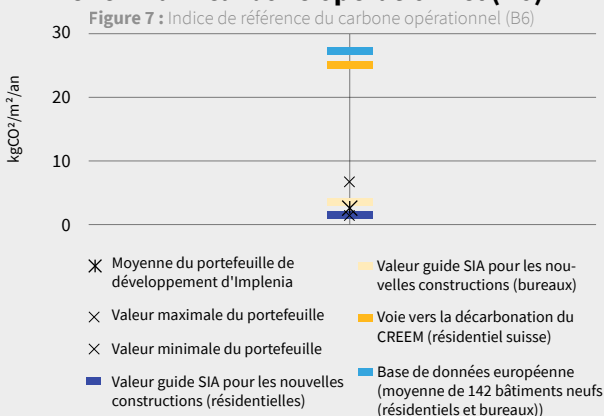 Figure 7 : Indice de référence du carbone opérationnel (B6)
kgCO²/m²/an
30
20
10
0
Moyenne du portefeuille de
développement d'Implenia
Valeur maximale du portefeuille
Valeur minimale du portefeuille
Valeur guide SIA pour les nouvelles
constructions (résidentielles)
Valeur guide SIA pour les nou-
velles constructions (bureaux)
Voie vers la décarbonation du
CREEM (résidentiel suisse)
Base de données européenne
(moyenne de 142 bâtiments neufs
(résidentiels et bureaux))